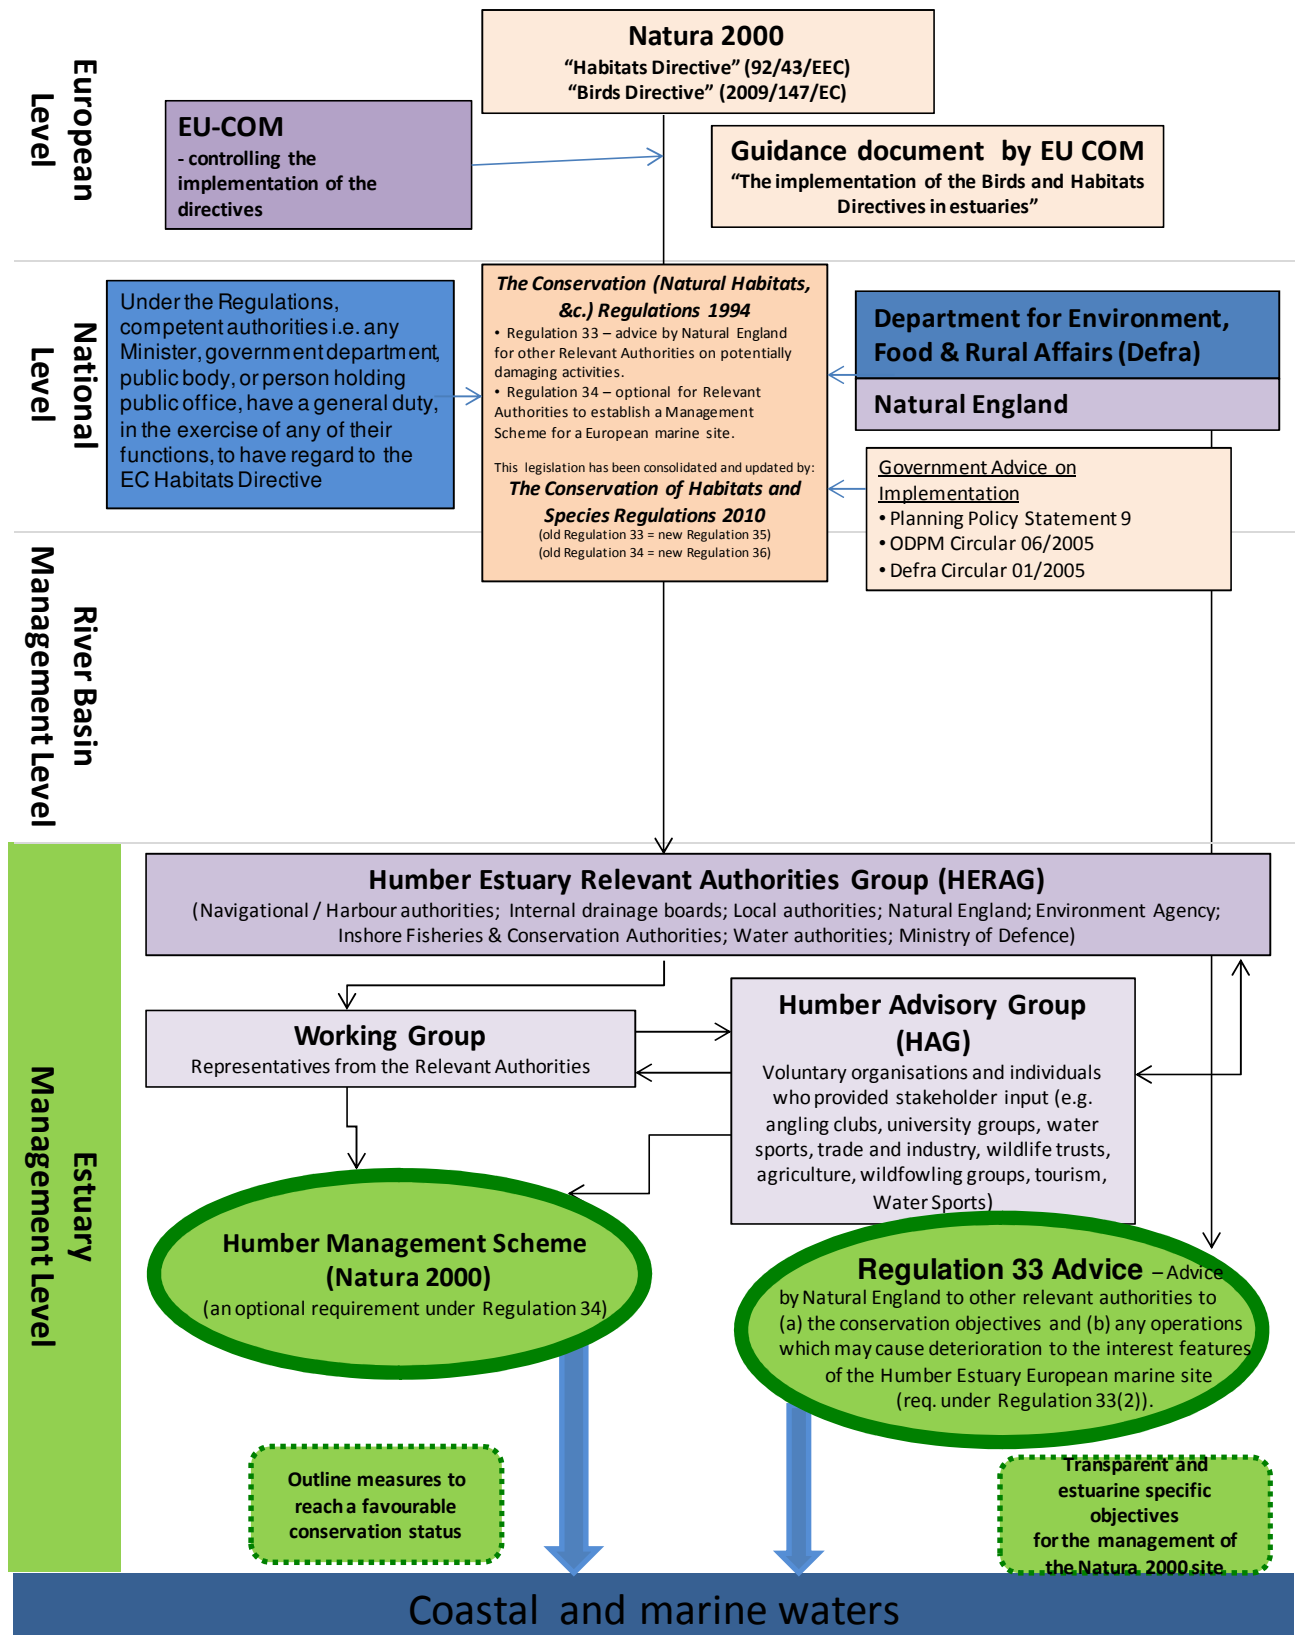 European
Level
Natura 2000
“Habitats Directive” (92/43/EEC)
“Birds Directive” (2009/147/EC)
EU-COM
- controlling the
implementation of the
directives
Guidance document by EU COM
“The implementation of the Birds and Habitats
Directives in estuaries”
National
Level
Under the Regulations,
competent authorities i.e. any
Minister, government department,
public body, or person holding
public office, have a general duty,
in the exercise of any of their
functions, to have regard to the
EC Habitats Directive
The Conservation (Natural Habitats,
&c.) Regulations 1994
• Regulation 33 – advice by Natural England
for other Relevant Authorities on potentially
damaging activities.
• Regulation 34 – optional for Relevant
Authorities to establish a Management
Scheme for a European marine site.
This legislation has been consolidated and updated by:
The Conservation of Habitats and
Species Regulations 2010
(old Regulation 33 = new Regulation 35)
(old Regulation 34 = new Regulation 36)
Department for Environment,
Food & Rural Affairs (Defra)
Natural England
Government Advice on
Implementation
• Planning Policy Statement 9
• ODPM Circular 06/2005
• Defra Circular 01/2005
River Basin
Management Level
Estuary
Management Level
Humber Estuary Relevant Authorities Group (HERAG)
(Navigational / Harbour authorities; Internal drainage boards; Local authorities; Natural England; Environment Agency;
Inshore Fisheries & Conservation Authorities; Water authorities; Ministry of Defence)
Working Group
Representatives from the Relevant Authorities
Humber Advisory Group
(HAG)
Voluntary organisations and individuals
who provided stakeholder input (e.g.
angling clubs, university groups, water
sports, trade and industry, wildlife trusts,
agriculture, wildfowling groups, tourism,
Water Sports)
Humber Management Scheme
(Natura 2000)
(an optional requirement under Regulation 34)
Regulation 33 Advice – Advice
by Natural England to other relevant authorities to
(a) the conservation objectives and (b) any operations
which may cause deterioration to the interest features
of the Humber Estuary European marine site
(req. under Regulation 33(2)).
Outline measures to
reach a favourable
conservation status
Transparent and
estuarine specific
objectives
for the management of
the Natura 2000 site
Coastal and marine waters